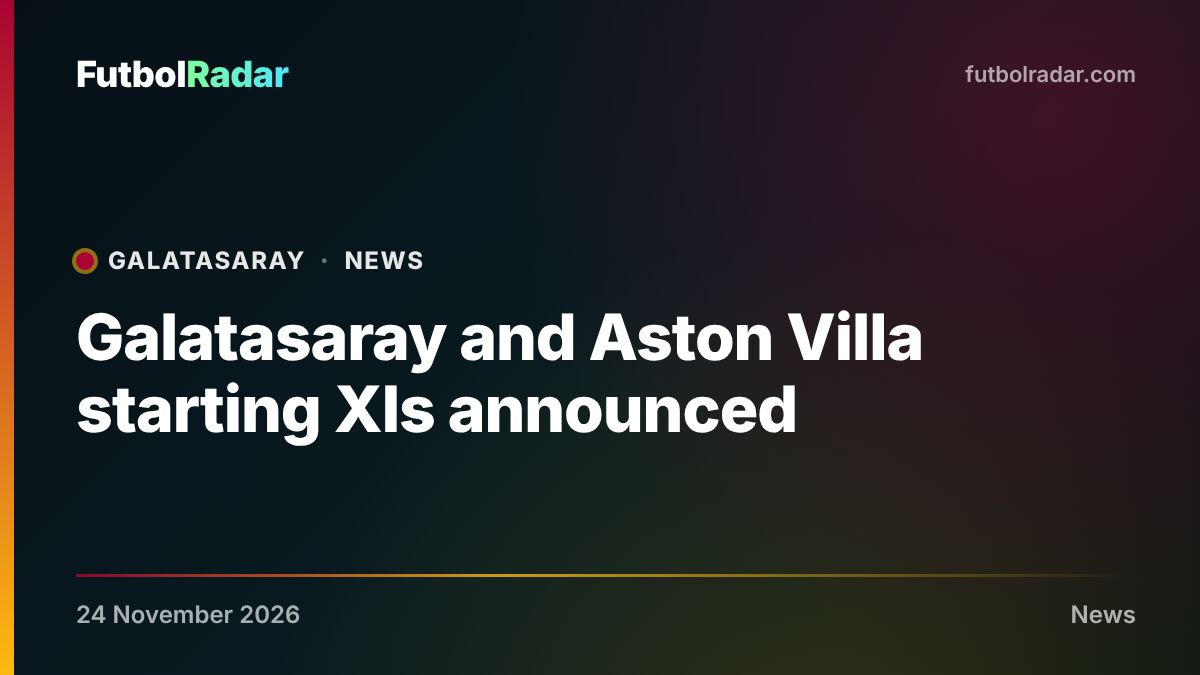 FutbolRadar
futbolradar.com
GALATASARAY · NEWS
Galatasaray and Aston Villa
starting XIs announced
24 November 2026
News